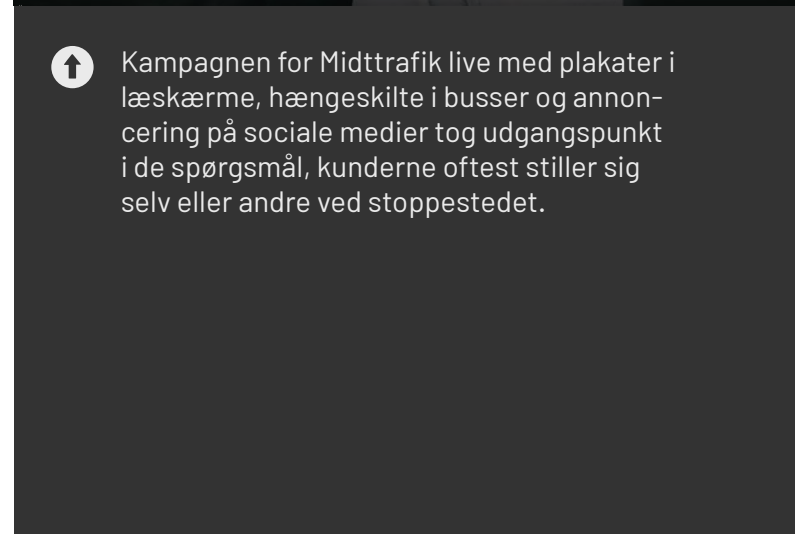 Kampagnen for Midttrafik live med plakater i
læskærme, hængeskilte i busser og annon-
cering på sociale medier tog udgangspunkt
i de spørgsmål, kunderne oftest stiller sig
selv eller andre ved stoppestedet.